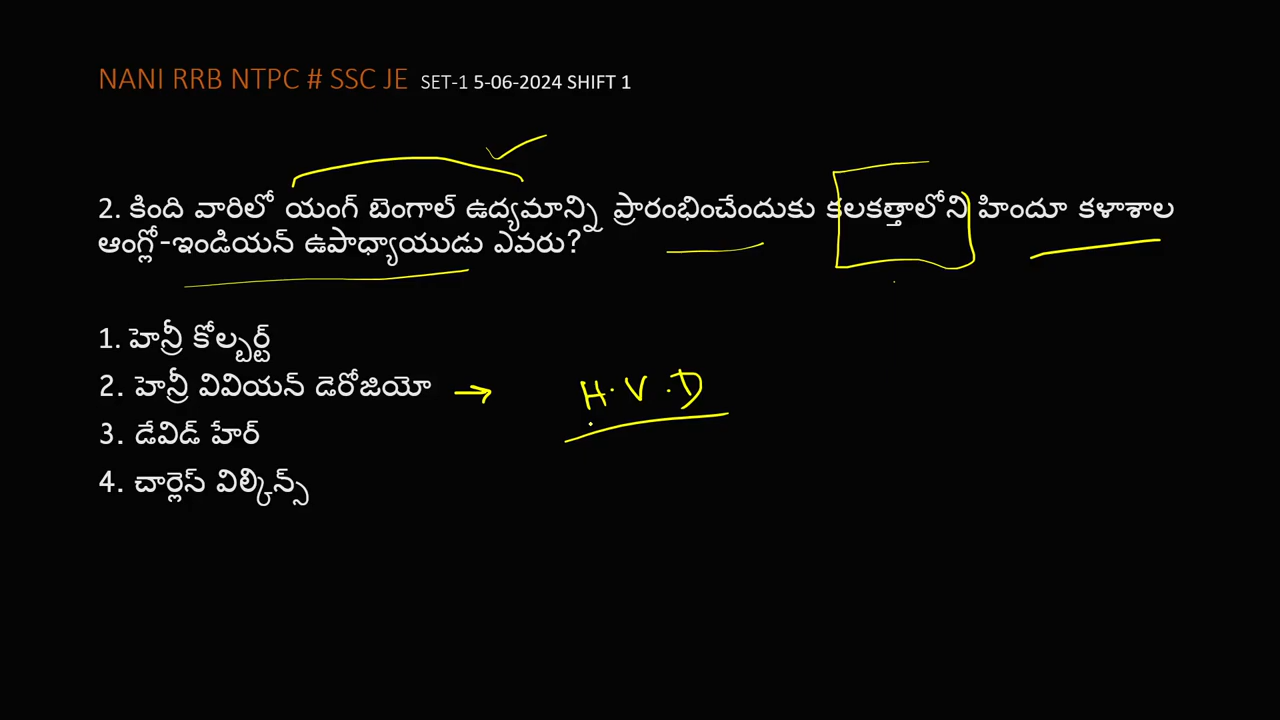 NANI RRB NTPC # SSC JE SET-1 5-06-2024 SHIFT 1
2. కింది వారిలో యంగ్ బెంగాల్ ఉద్యమాన్ని ప్రారంభించేందుకు కలకత్తాలోని హిందూ కళాశాల
ఆంగ్లో-ఇండియన్ ఉపాధ్యాయుడు ఎవరు?
1. హెన్రీ కోల్బర్ట్
2. హెన్రీ వివియన్ డెరోజియో
H.V.D
3. డేవిడ్ హేర్
4. చార్లెస్ విల్కిన్స్